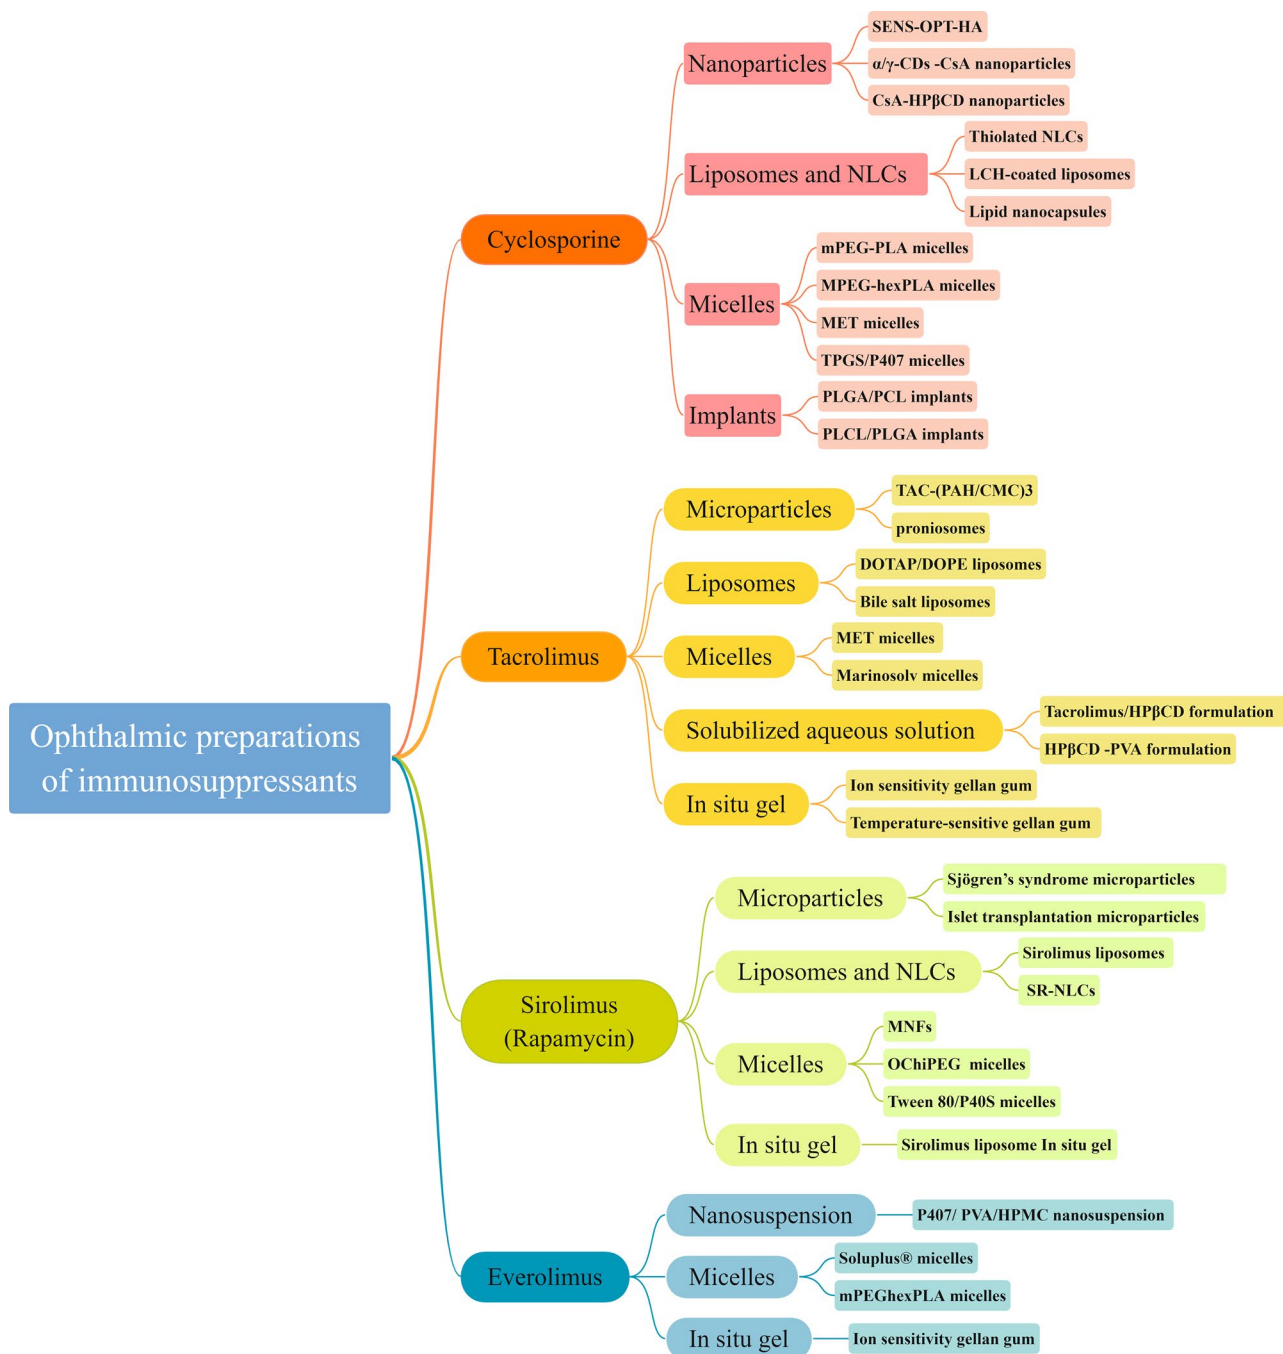 Ophthalmic preparations
of immunosuppressants
Cyclosporine
Nanoparticles
SENS-OPT-HA
α/γ-CDs -CsA nanoparticles
CsA-HPβCD nanoparticles
Liposomes and NLCs
Thiolated NLCs
LCH-coated liposomes
Lipid nanocapsules
Micelles
mPEG-PLA micelles
MPEG-hexPLA micelles
MET micelles
TPGS/P407 micelles
Implants
PLGA/PCL implants
PLCL/PLGA implants
Tacrolimus
Microparticles
TAC-(PAH/CMC)3
proniosomes
Liposomes
DOTAP/DOPE liposomes
Bile salt liposomes
Micelles
MET micelles
Marinosolv micelles
Solubilized aqueous solution
Tacrolimus/HPβCD formulation
HPβCD -PVA formulation
In situ gel
Ion sensitivity gellan gum
Temperature-sensitive gellan gum
Sirolimus
(Rapamycin)
Microparticles
Sjögren's syndrome microparticles
Islet transplantation microparticles
Liposomes and NLCs
Sirolimus liposomes
SR-NLCs
Micelles
MNFs
OChiPEG micelles
Tween 80/P40S micelles
In situ gel
Sirolimus liposome In situ gel
Everolimus
Nanosuspension
P407/ PVA/HPMC nanosuspension
Micelles
Soluplus® micelles
mPEGhexPLA micelles
In situ gel
Ion sensitivity gellan gum